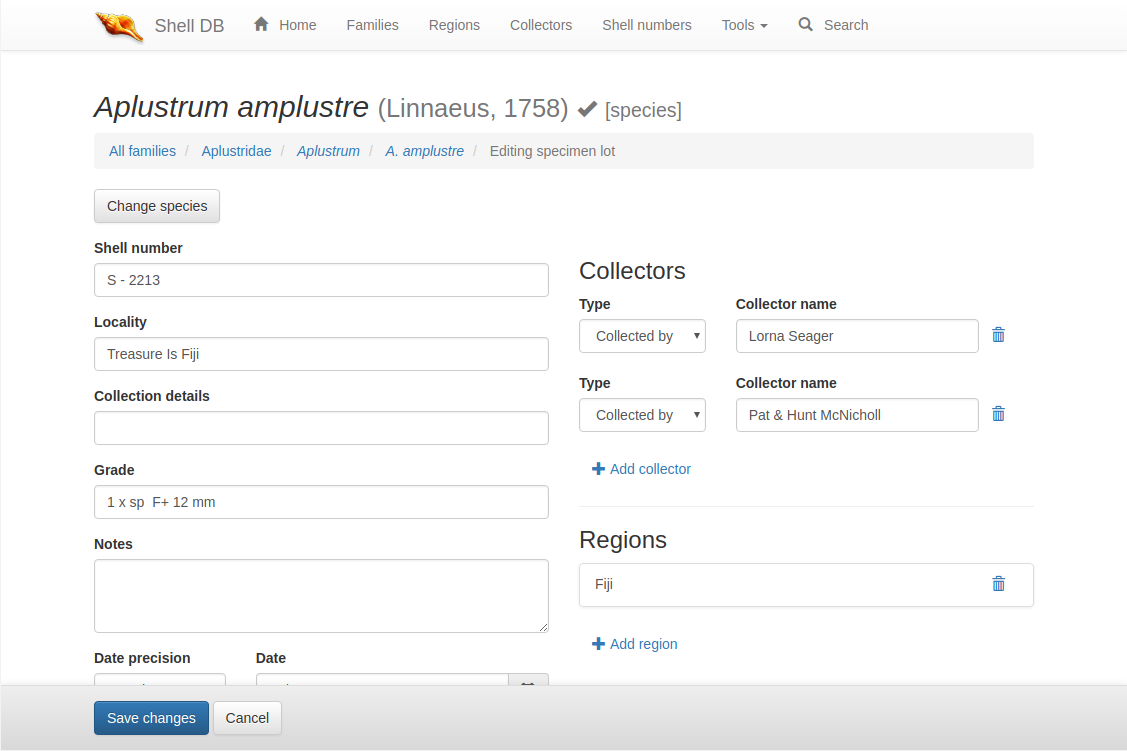 Shell DB Home Families Regions Collectors Shell numbers Tools Search
Aplustrum amplustre (Linnaeus, 1758) [species]
All families / Aplustridae / Aplustrum / A. amplustre / Editing specimen lot
Change species
Shell number
S - 2213
Locality
Treasure Is Fiji
Collection details
Grade
1 x sp  F+ 12 mm
Notes
Date precision Date
Collectors
Type Collector name
Collected by Lorna Seager
Type Collector name
Collected by Pat & Hunt McNicholl
Add collector
Regions
Fiji
Add region
Save changes Cancel